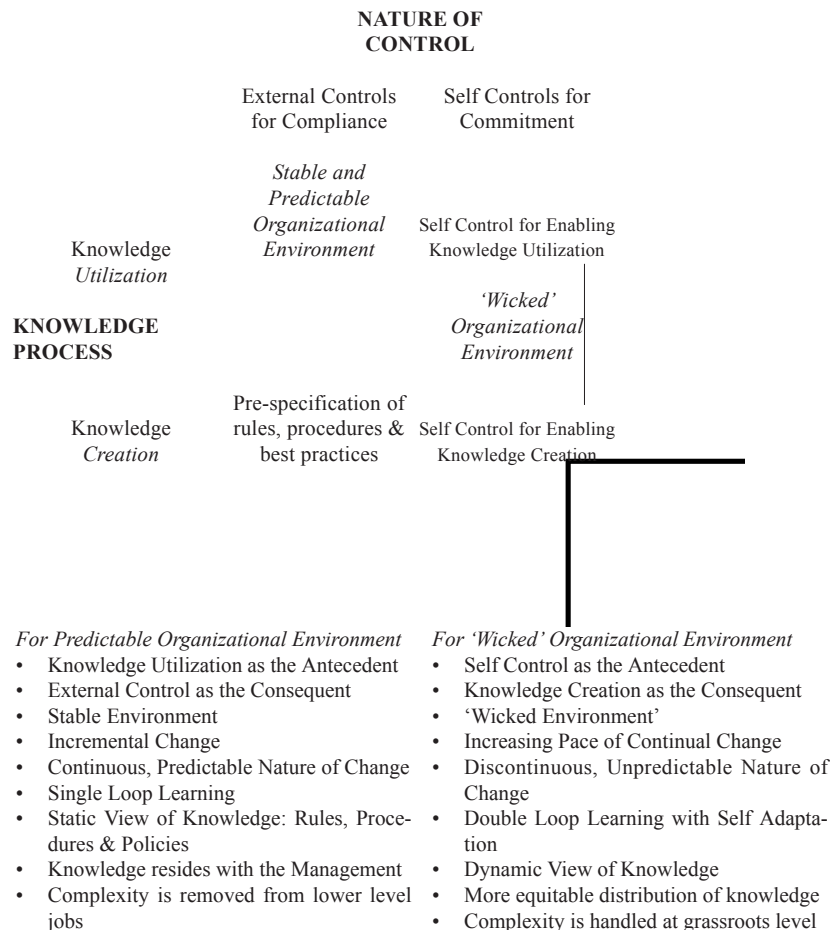 NATURE OF
CONTROL
External Controls
for Compliance
Self Controls for
Commitment
Stable and
Predictable
Organizational
Environment
Self Control for Enabling
Knowledge Utilization
Knowledge
Utilization
'Wicked'
Organizational
Environment
KNOWLEDGE
PROCESS
Knowledge
Creation
Pre-specification of
rules, procedures &
best practices
Self Control for Enabling
Knowledge Creation
For Predictable Organizational Environment
• Knowledge Utilization as the Antecedent
• External Control as the Consequent
• Stable Environment
• Incremental Change
• Continuous, Predictable Nature of Change
• Single Loop Learning
• Static View of Knowledge: Rules, Proce-
dures & Policies
• Knowledge resides with the Management
• Complexity is removed from lower level
jobs
For 'Wicked' Organizational Environment
• Self Control as the Antecedent
• Knowledge Creation as the Consequent
• 'Wicked Environment'
• Increasing Pace of Continual Change
• Discontinuous, Unpredictable Nature of
Change
• Double Loop Learning with Self Adapta-
tion
• Dynamic View of Knowledge
• More equitable distribution of knowledge
• Complexity is handled at grassroots level